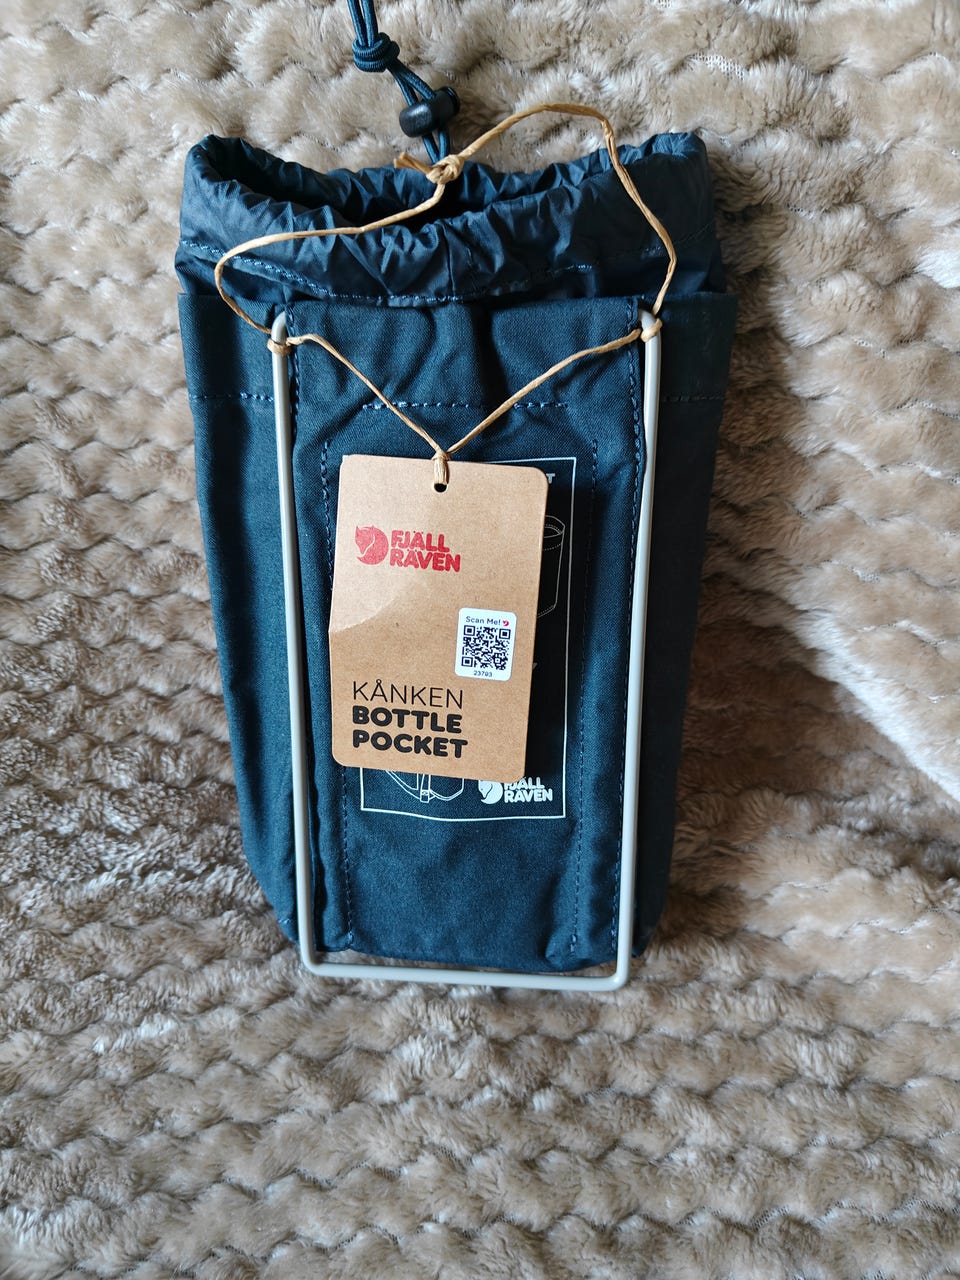 FJÄLL
RÄVEN
Scan Me!
23793
KÅNKEN
BOTTLE
POCKET
FJÄLL
RÄVEN